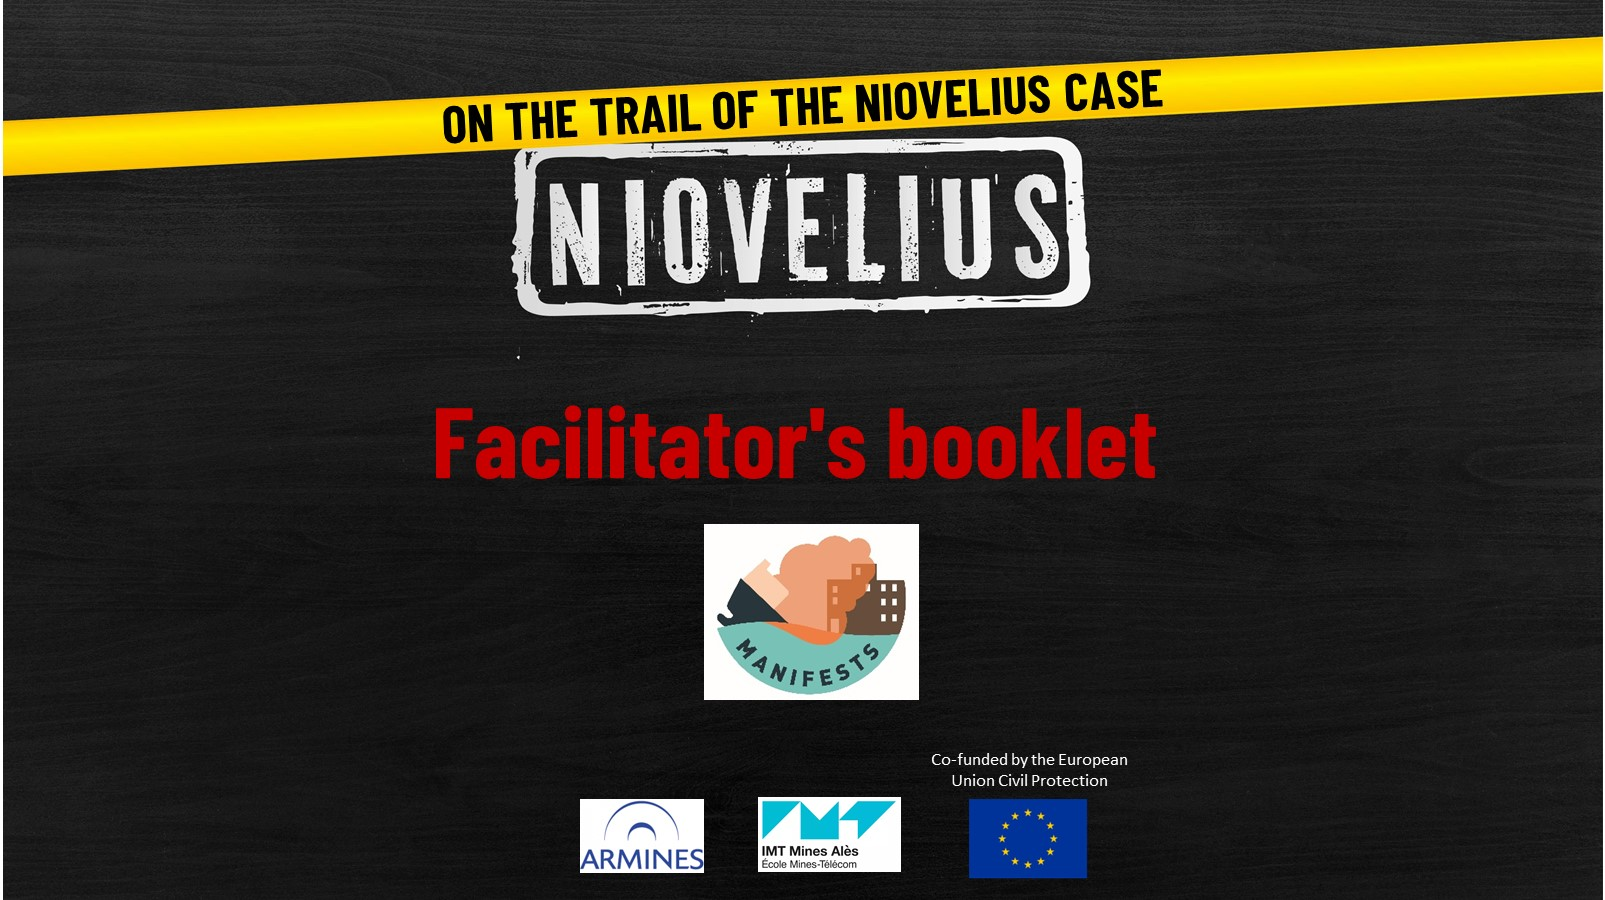 ON THE TRAIL OF THE NIOVELIUS CASE
NIOVELIUS
Facilitator's booklet
MANIFESTS
Co-funded by the European
Union Civil Protection
ARMINES
IMT Mines Alès
École Mines-Télécom